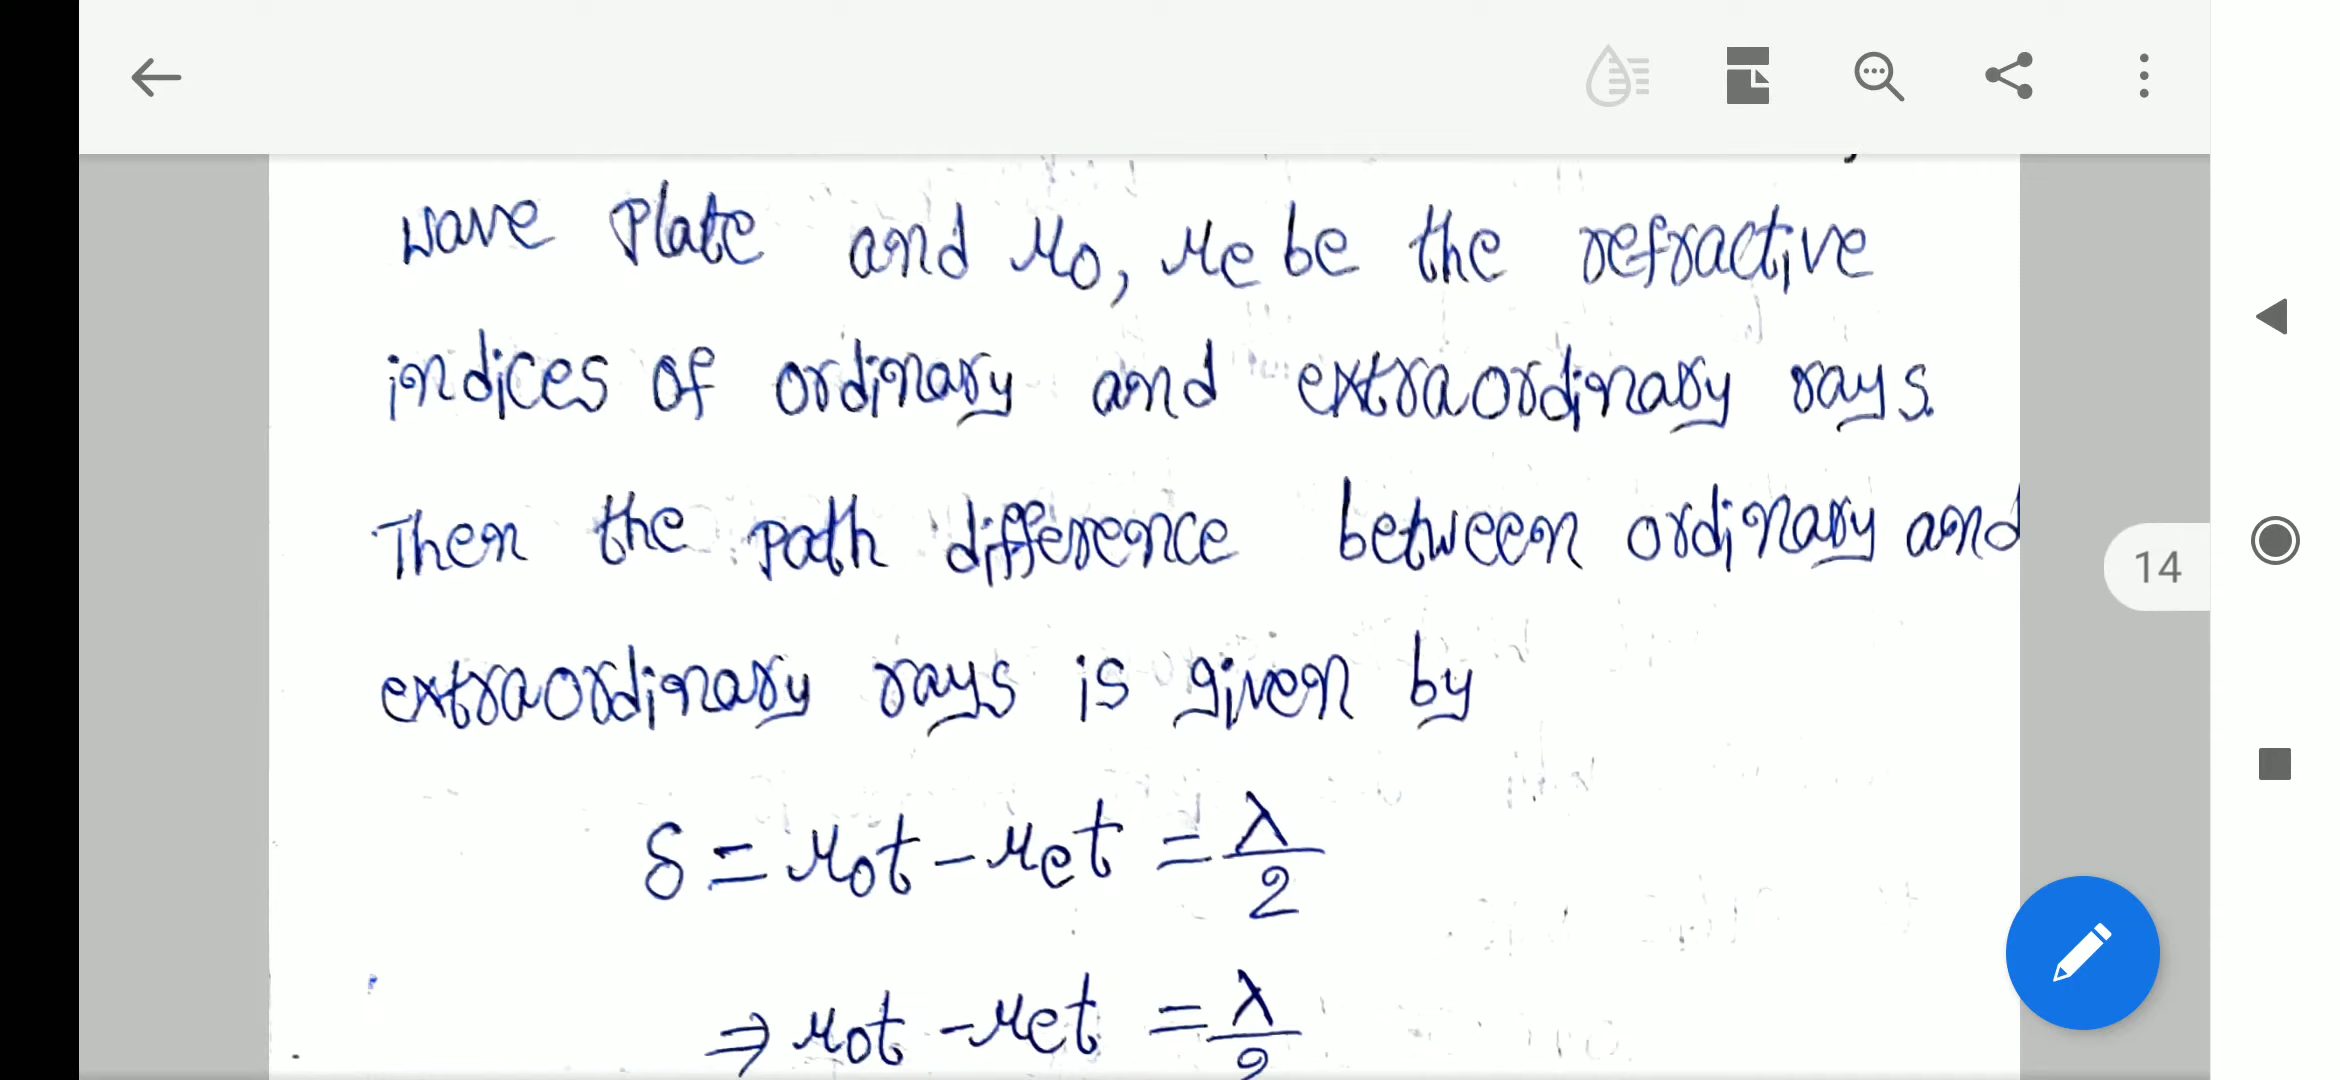 wave Plate and μo, μe be the refractive
indices of ordinary and extraordinary rays.
Then the path difference between ordinary and
extraordinary rays is given by
14
δ = μot - μet = λ/2
⇒ μot - μet = λ/2